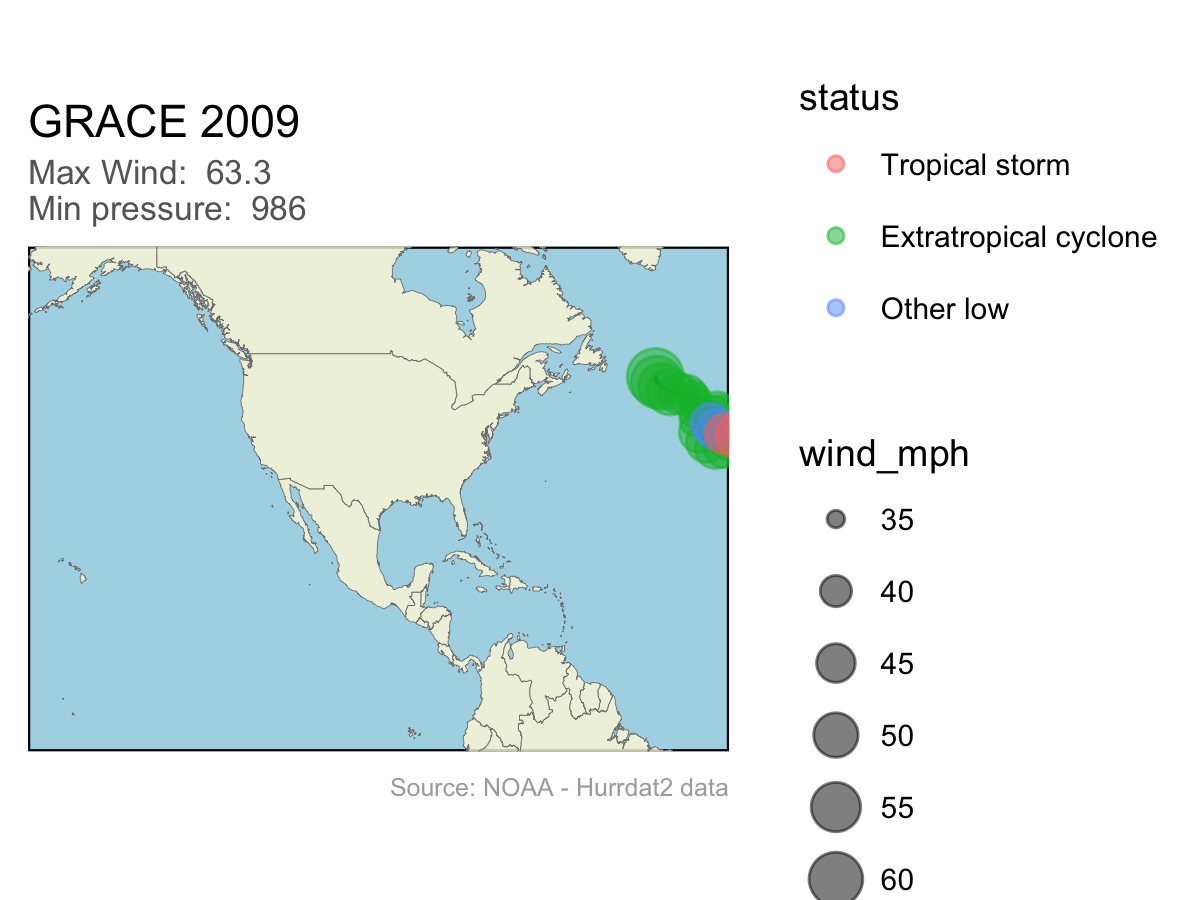 GRACE 2009
Max Wind:  63.3
Min pressure:  986
Source: NOAA - Hurrdat2 data
status
Tropical storm
Extratropical cyclone
Other low
wind_mph
35
40
45
50
55
60